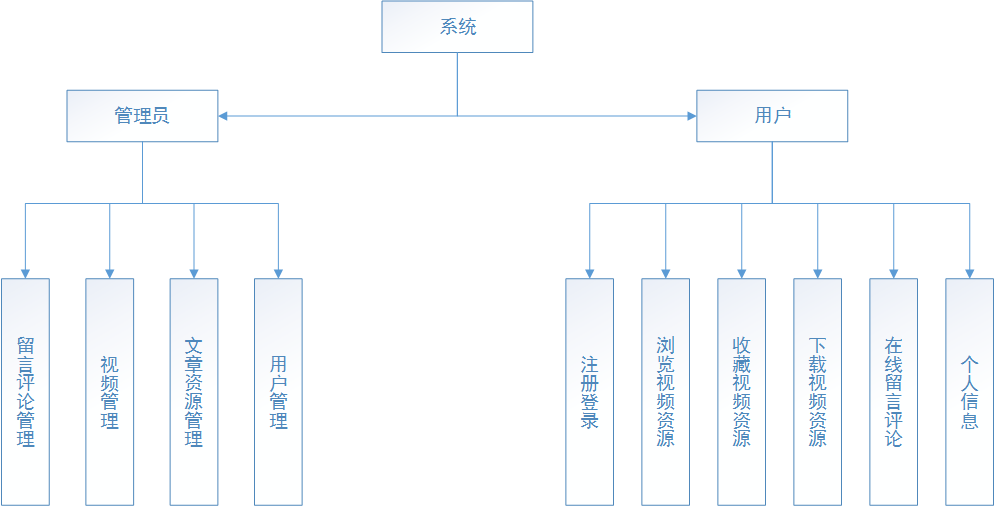 系统
管理员
用户
留言评论管理
视频管理
文章资源管理
用户管理
注册登录
浏览视频资源
收藏视频资源
下载视频资源
在线留言评论
个人信息